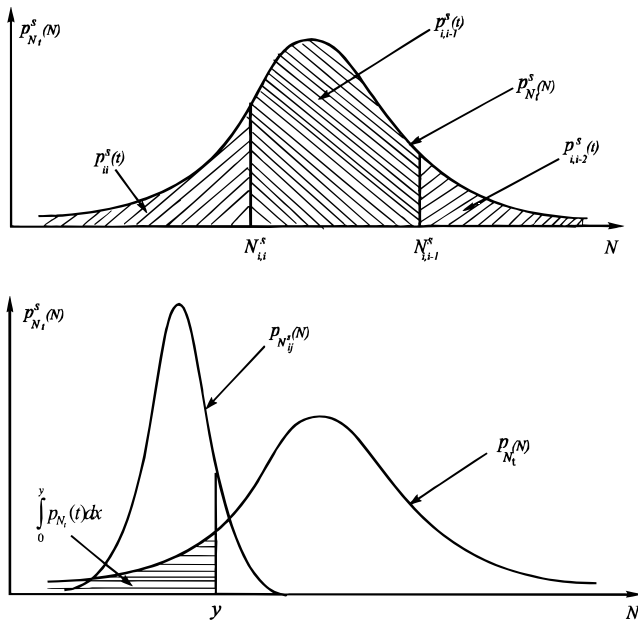 p^s_{N_t}(N)
p^s_{i,i-1}(t)
p^s_{N_t}(N)
p^s_{ii}(t)
p^s_{i,i-2}(t)
N^s_{i,i}
N^s_{i,i-1}
N
p^s_{N_t}(N)
p_{N^s_{ij}}(N)
p_{N_t}(N)
∫_0^y p_{N_t}(t)dx
y
N